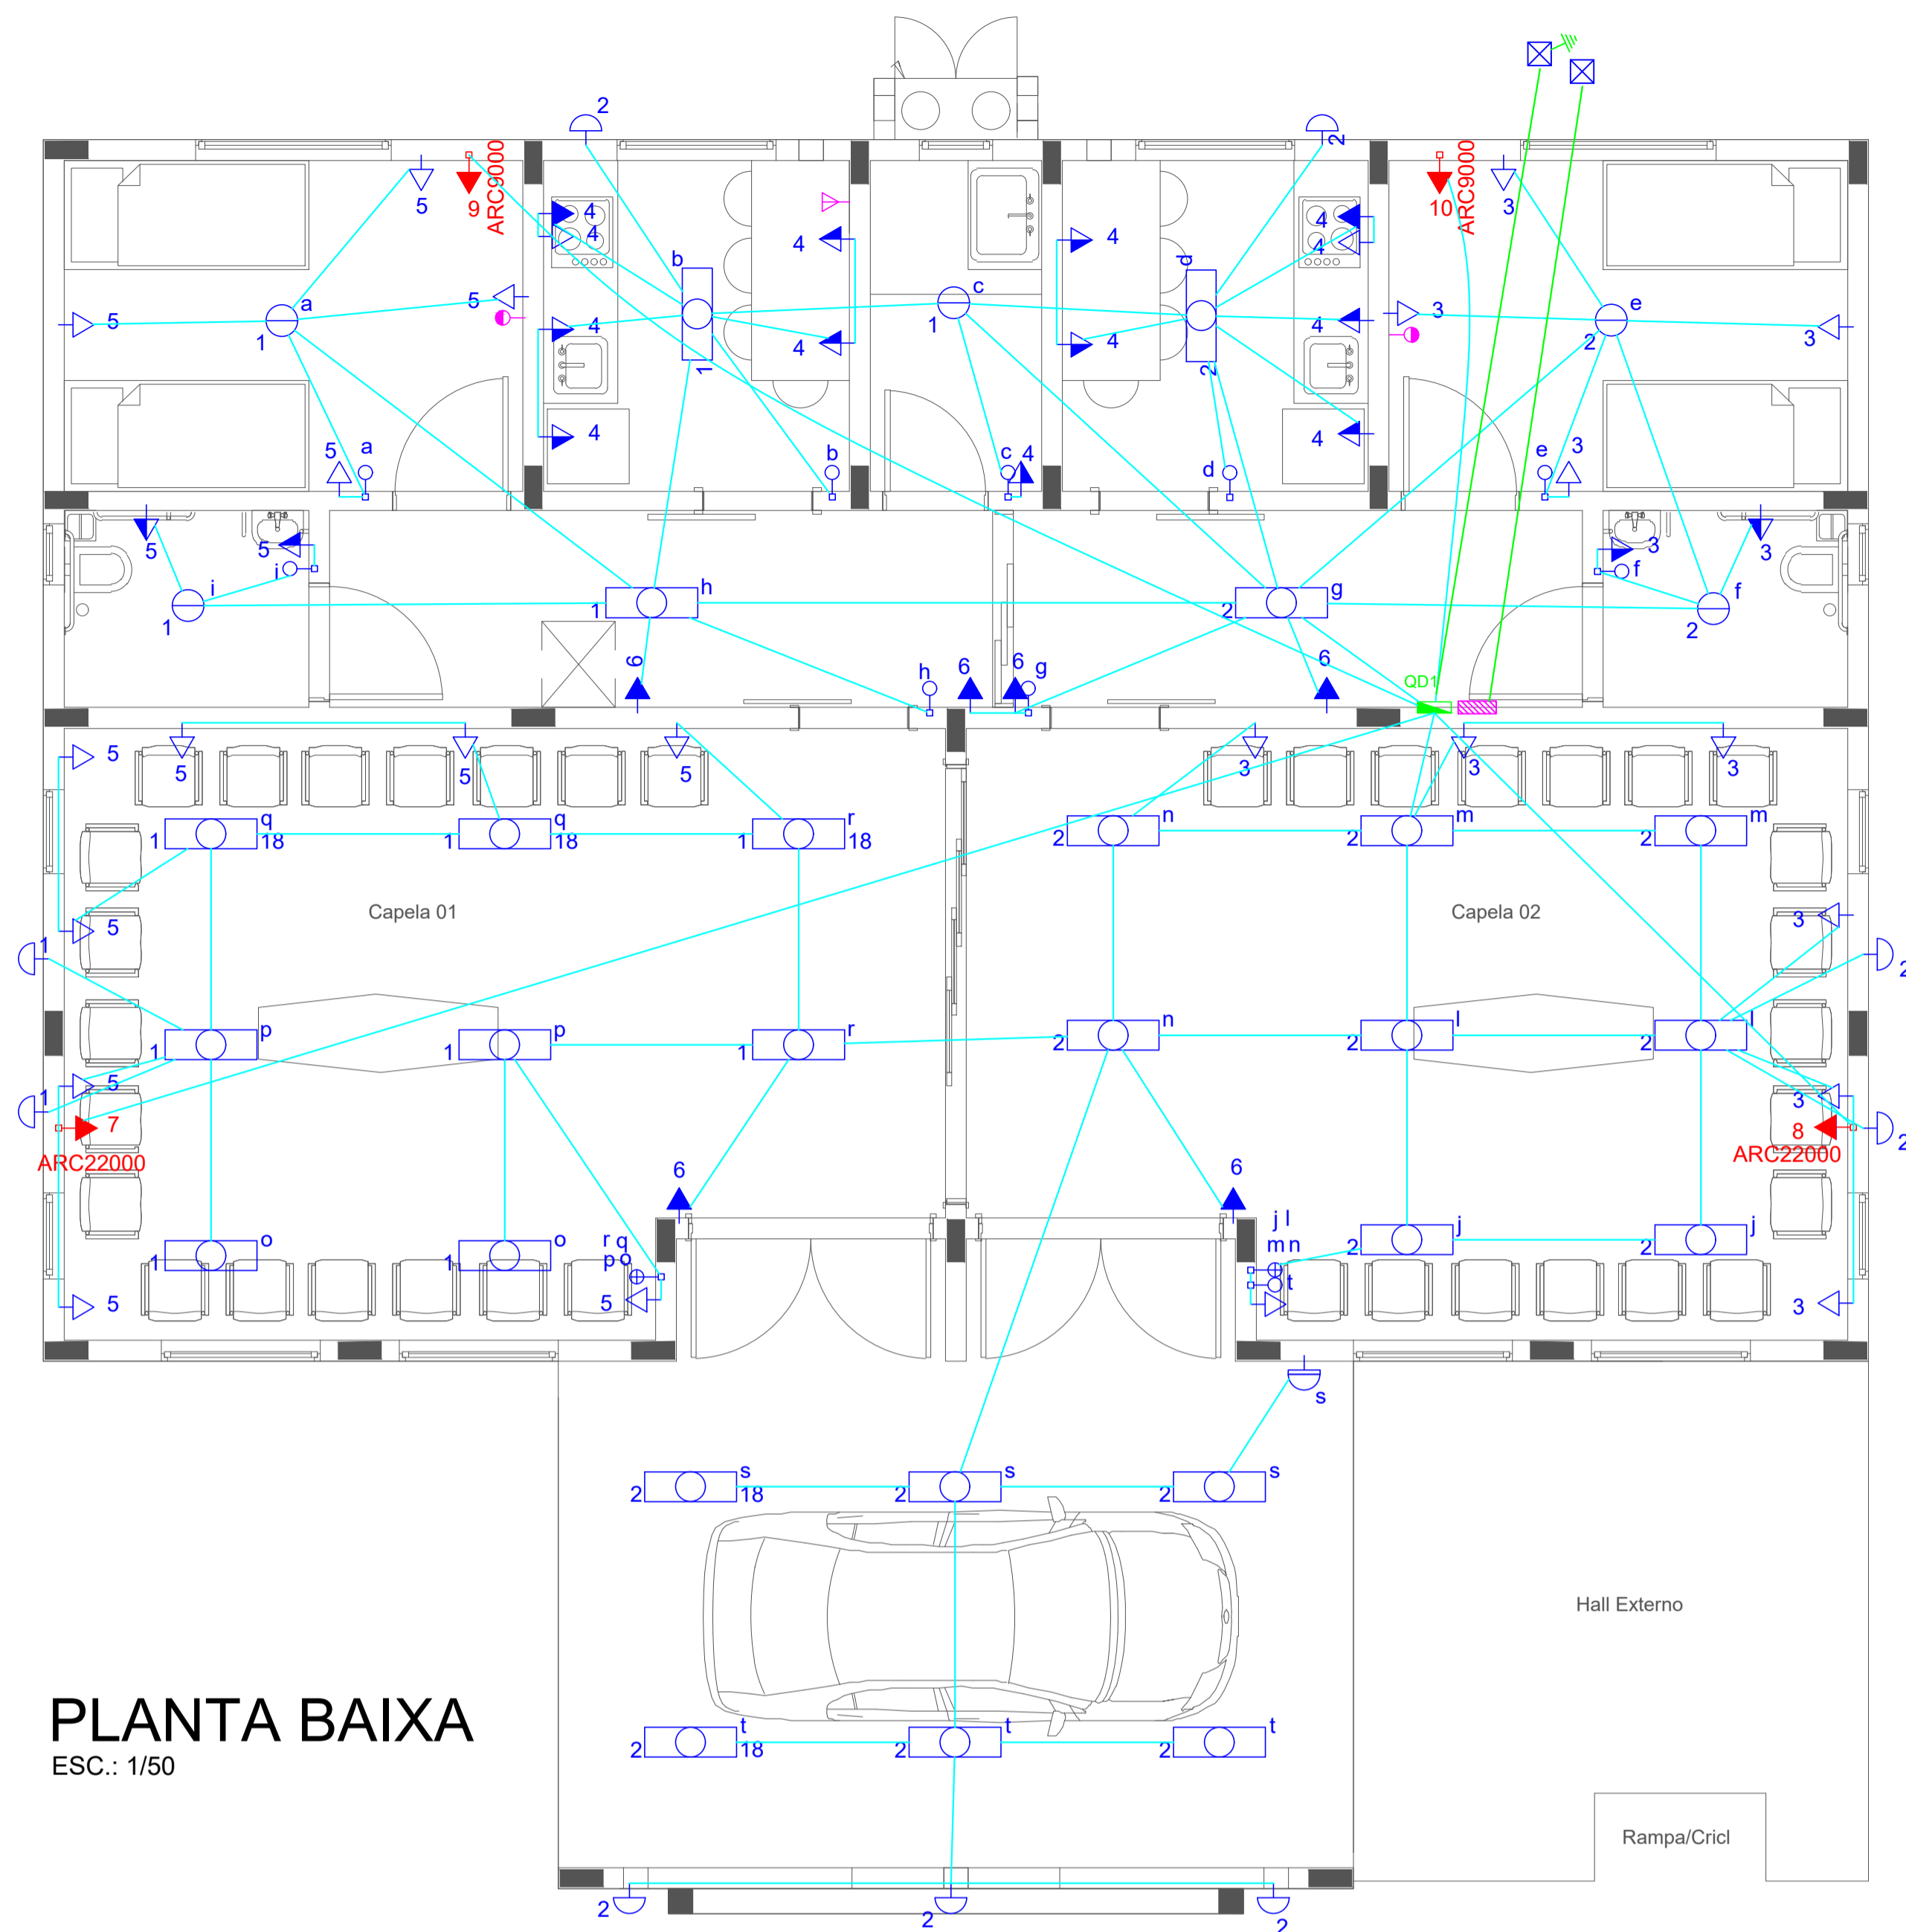 2
2
5
9
ARC9000
10
ARC9000
3
4
4
4
4
4
4
b
d
a
c
e
5
5
3
3
1
1
2
4
4
4
4
4
1
2
4
4
5
a
b
c
4
d
e
3
5
5
i
3
f
3
i
1
h
1
g
2
f
2
6
h
6
6
g
6
QD1
5
5
5
5
3
3
3
q
18
1
q
18
1
r
18
1
n
2
m
2
m
2
Capela 01
Capela 02
5
3
1
2
p
1
p
1
r
1
n
2
l
2
l
2
1
5
3
7
ARC22000
8
ARC22000
2
6
6
o
1
o
1
r q
p o
j l
m n
t
j
2
j
2
5
5
3
s
s
18
2
s
2
s
2
Hall Externo
PLANTA BAIXA
ESC.: 1/50
t
18
2
t
2
t
2
Rampa/Cricl
2
2
2